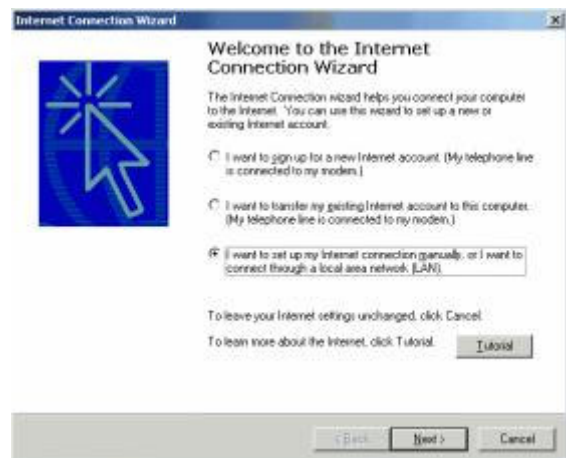 Internet Connection Wizard
Welcome to the Internet
Connection Wizard
The Internet Connection wizard helps you connect your computer
to the Internet. You can use this wizard to set up a new or
existing Internet account.
I want to sign up for a new Internet account. (My telephone line
is connected to my modem.)
I want to transfer my existing Internet account to this computer.
(My telephone line is connected to my modem.)
I want to set up my Internet connection manually, or I want to
connect through a local area network (LAN).
To leave your Internet settings unchanged, click Cancel.
To learn more about the Internet, click Tutorial.
Tutorial
< Back
Next >
Cancel